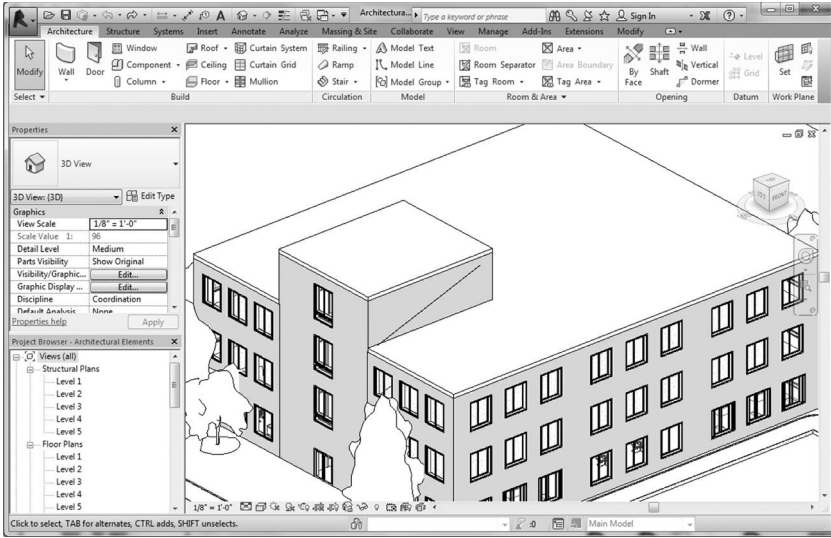 Architectura...
Type a keyword or phrase
Sign In
Architecture Structure Systems Insert Annotate Analyze Massing & Site Collaborate View Manage Add-Ins Extensions Modify
Modify
Wall
Door
Window
Component
Column
Roof
Ceiling
Floor
Curtain System
Curtain Grid
Mullion
Railing
Ramp
Stair
Model Text
Model Line
Model Group
Room
Room Separator
Tag Room
Area
Area Boundary
Tag Area
By Face
Shaft
Wall
Vertical
Dormer
Level
Grid
Set
Select Build Circulation Model Room & Area Opening Datum Work Plane
Properties
3D View
3D View: {3D} Edit Type
Graphics
View Scale 1/8" = 1'-0"
Scale Value 1: 96
Detail Level Medium
Parts Visibility Show Original
Visibility/Graphic... Edit...
Graphic Display ... Edit...
Discipline Coordination
Default Analysis None
Properties help Apply
Project Browser - Architectural Elements
Views (all)
Structural Plans
Level 1
Level 2
Level 3
Level 4
Level 5
Floor Plans
Level 1
Level 2
Level 3
Level 4
Level 5
FRONT
1/8" = 1'-0"
Click to select, TAB for alternates, CTRL adds, SHIFT unselects.
:0
Main Model